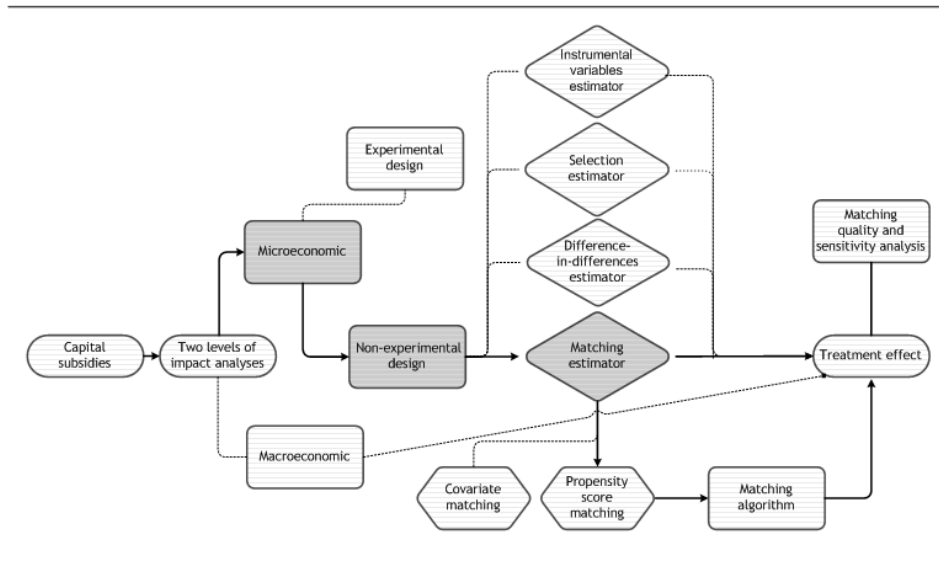 Instrumental
variables
estimator
Experimental
design
Selection
estimator
Matching
quality and
sensitivity analysis
Microeconomic
Difference-
in-differences
estimator
Capital
subsidies
Two levels of
impact analyses
Non-experimental
design
Matching
estimator
Treatment effect
Macroeconomic
Covariate
matching
Propensity
score
matching
Matching
algorithm